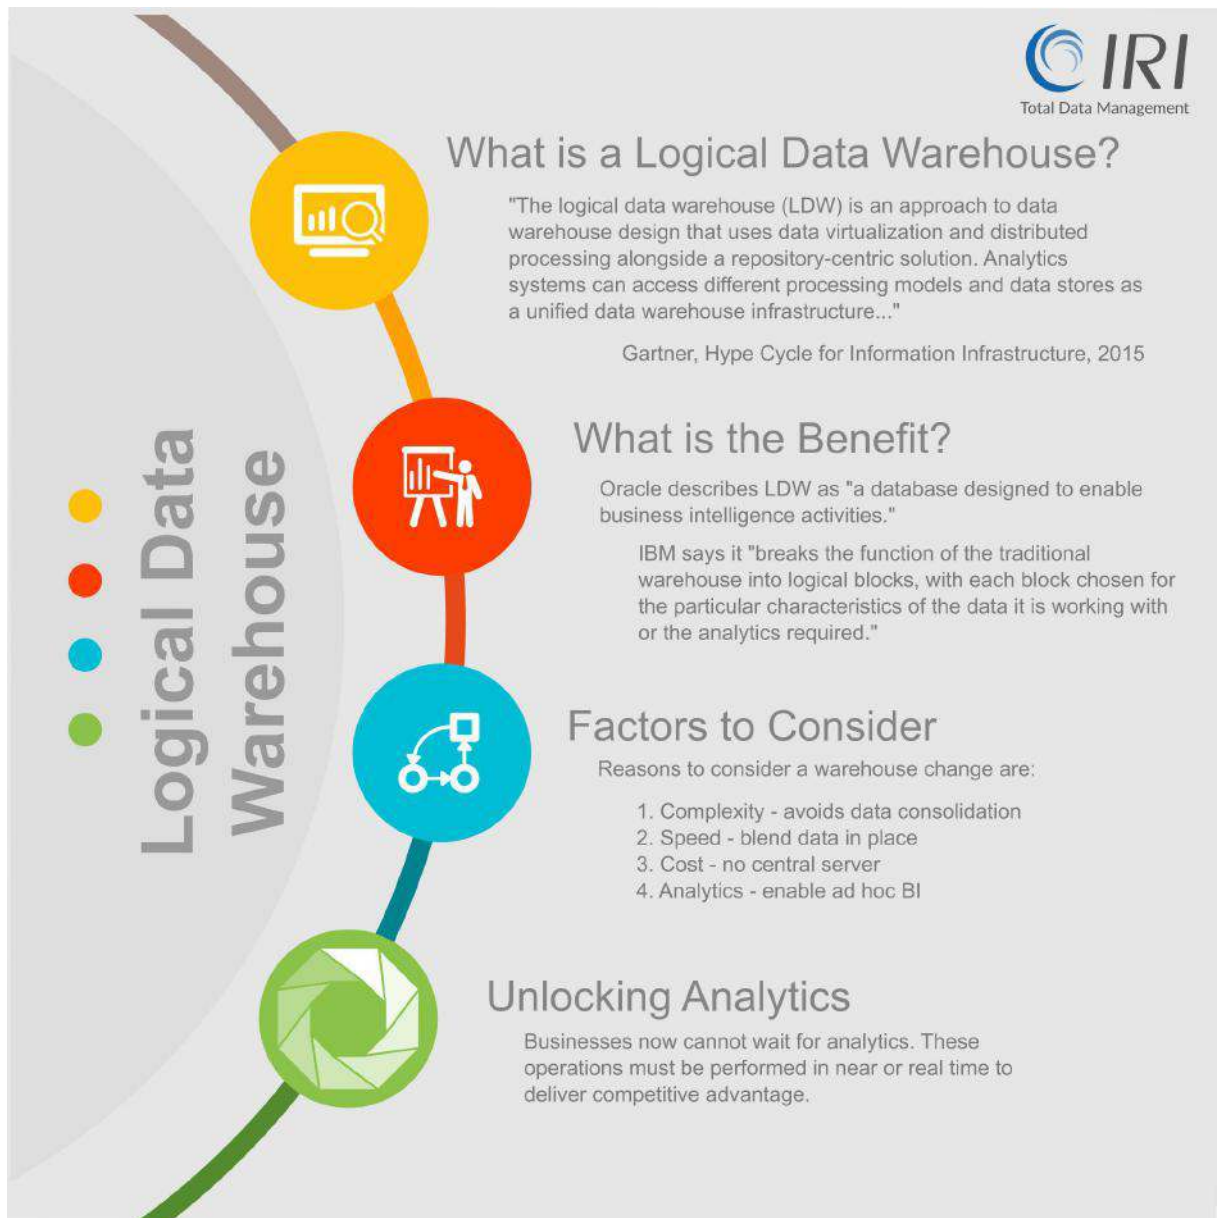 IRI
Total Data Management
What is a Logical Data Warehouse?
"The logical data warehouse (LDW) is an approach to data
warehouse design that uses data virtualization and distributed
processing alongside a repository-centric solution. Analytics
systems can access different processing models and data stores as
a unified data warehouse infrastructure..."
Gartner, Hype Cycle for Information Infrastructure, 2015
What is the Benefit?
Oracle describes LDW as "a database designed to enable
business intelligence activities."
IBM says it "breaks the function of the traditional
warehouse into logical blocks, with each block chosen for
the particular characteristics of the data it is working with
or the analytics required."
Logical Data
Warehouse
Factors to Consider
Reasons to consider a warehouse change are:
1. Complexity - avoids data consolidation
2. Speed - blend data in place
3. Cost - no central server
4. Analytics - enable ad hoc BI
Unlocking Analytics
Businesses now cannot wait for analytics. These
operations must be performed in near or real time to
deliver competitive advantage.